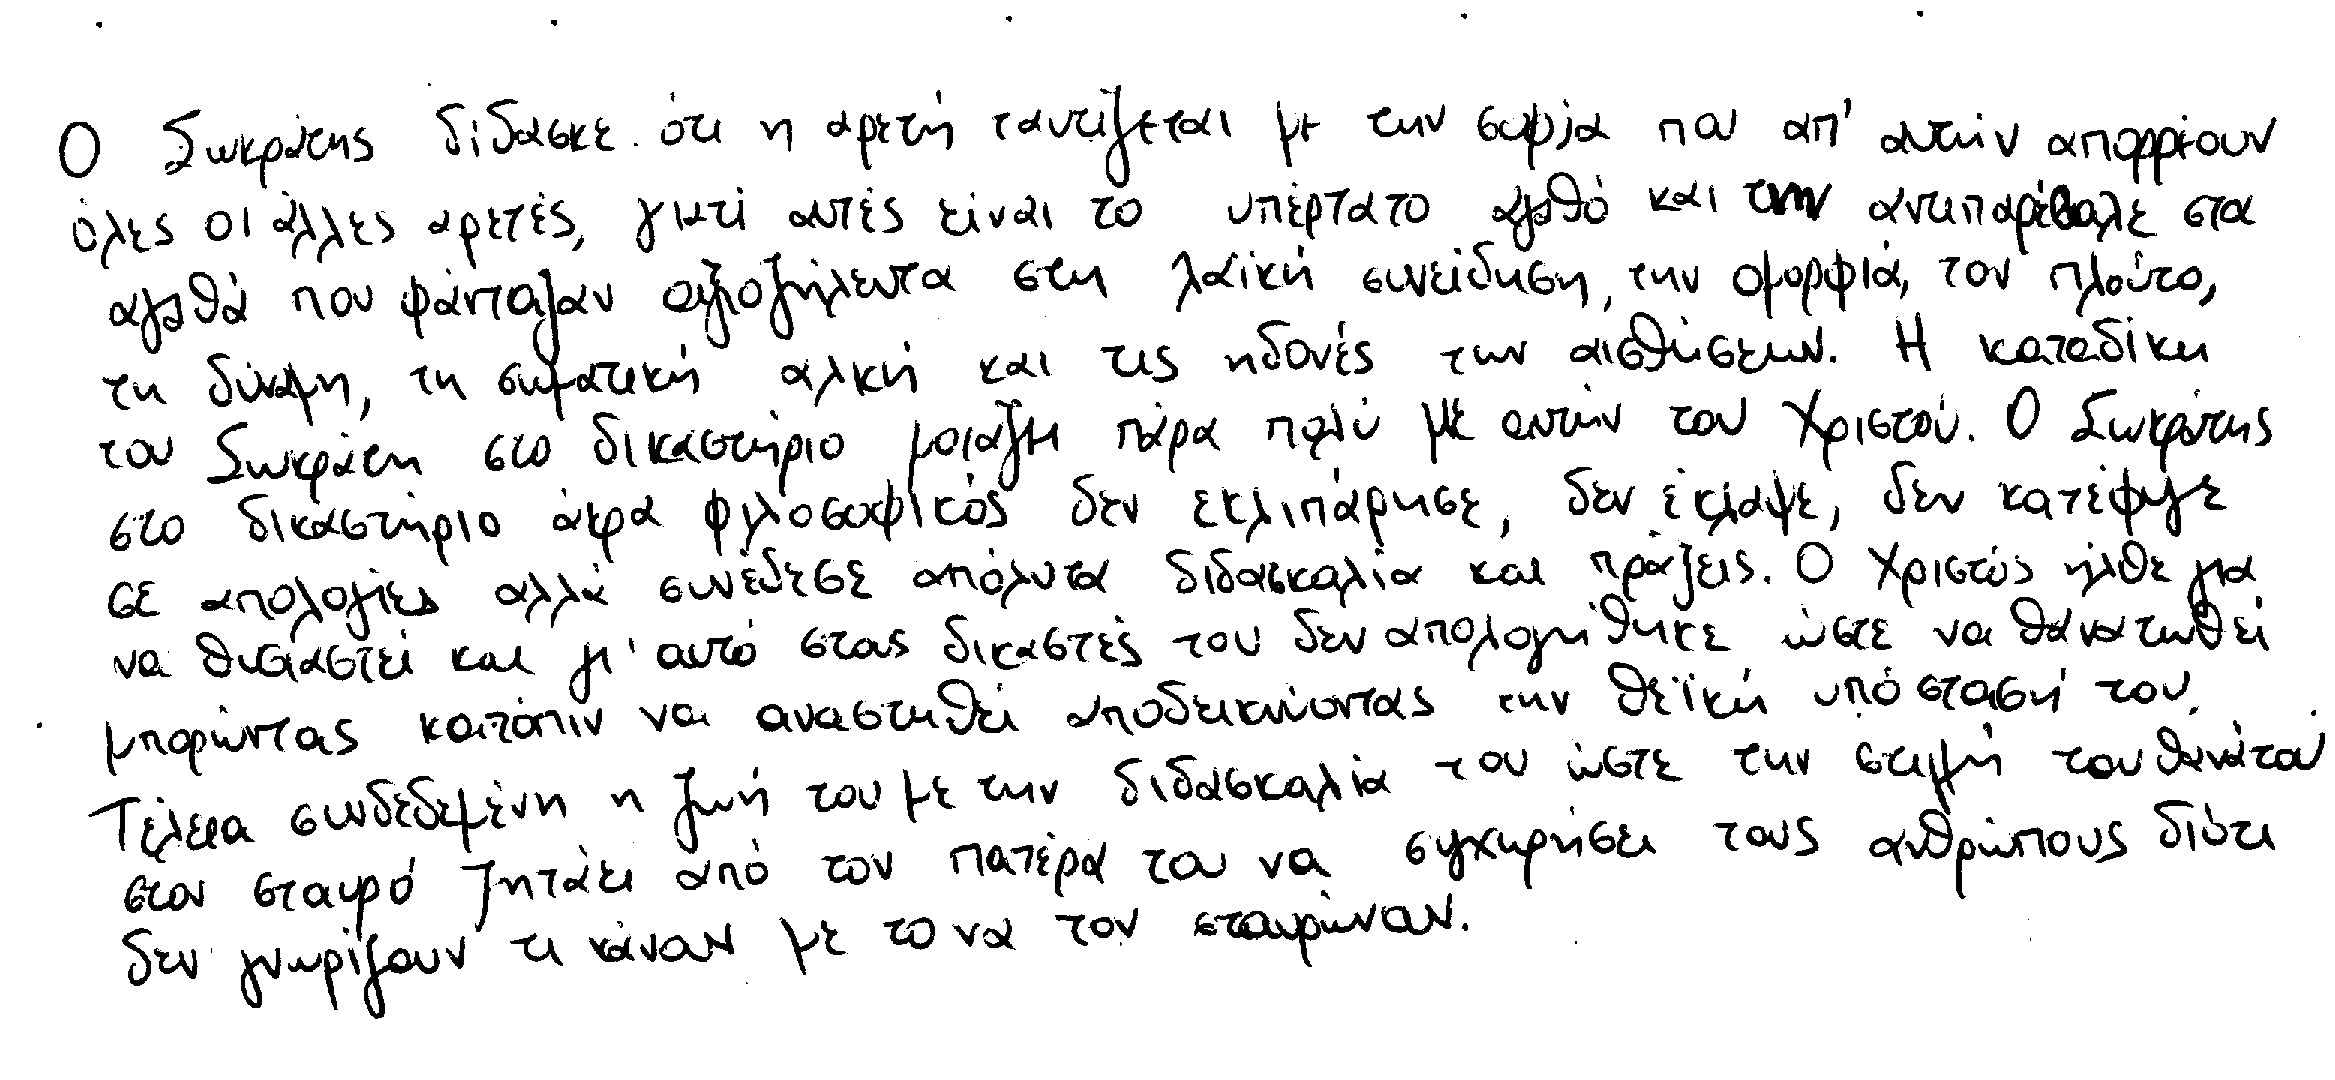 Ο Σωκράτης δίδασκε ότι η αρετή ταυτίζεται με την σοφία που απ' αυτήν απορρέουν
όλες οι άλλες αρετές, γιατί αυτές είναι το υπέρτατο αγαθό και την αντιπαρέβαλε στα
αγαθά που φάνταζαν αξιοζήλευτα στη λαϊκή συνείδηση, την ομορφιά, τον πλούτο,
τη δύναμη, τη σωματική αλκή και τις ηδονές των αισθήσεων. Η καταδίκη
του Σωκράτη στο δικαστήριο μοιάζει πάρα πολύ με αυτήν του Χριστού. Ο Σωκράτης
στο δικαστήριο άκρα φιλοσοφικός δεν εκλιπάρησε, δεν έκλαψε, δεν κατέφυγε
σε απολογίες αλλά συνέδεσε απόλυτα διδασκαλία και πράξεις. Ο Χριστός ήλθε για
να θυσιαστεί και γι' αυτό στους δικαστές του δεν απολογήθηκε ώστε να θανατωθεί
μπορώντας κατόπιν να αναστηθεί αποδεικνύοντας την θεϊκή υπόστασή του.
Τέλεια συνδεδεμένη η ζωή του με την διδασκαλία του ώστε την στιγμή του θανάτου
στον σταυρό ζητάει από τον πατέρα του να συγχωρήσει τους ανθρώπους διότι
δεν γνωρίζουν τι κάνουν με το να τον σταυρώνουν.